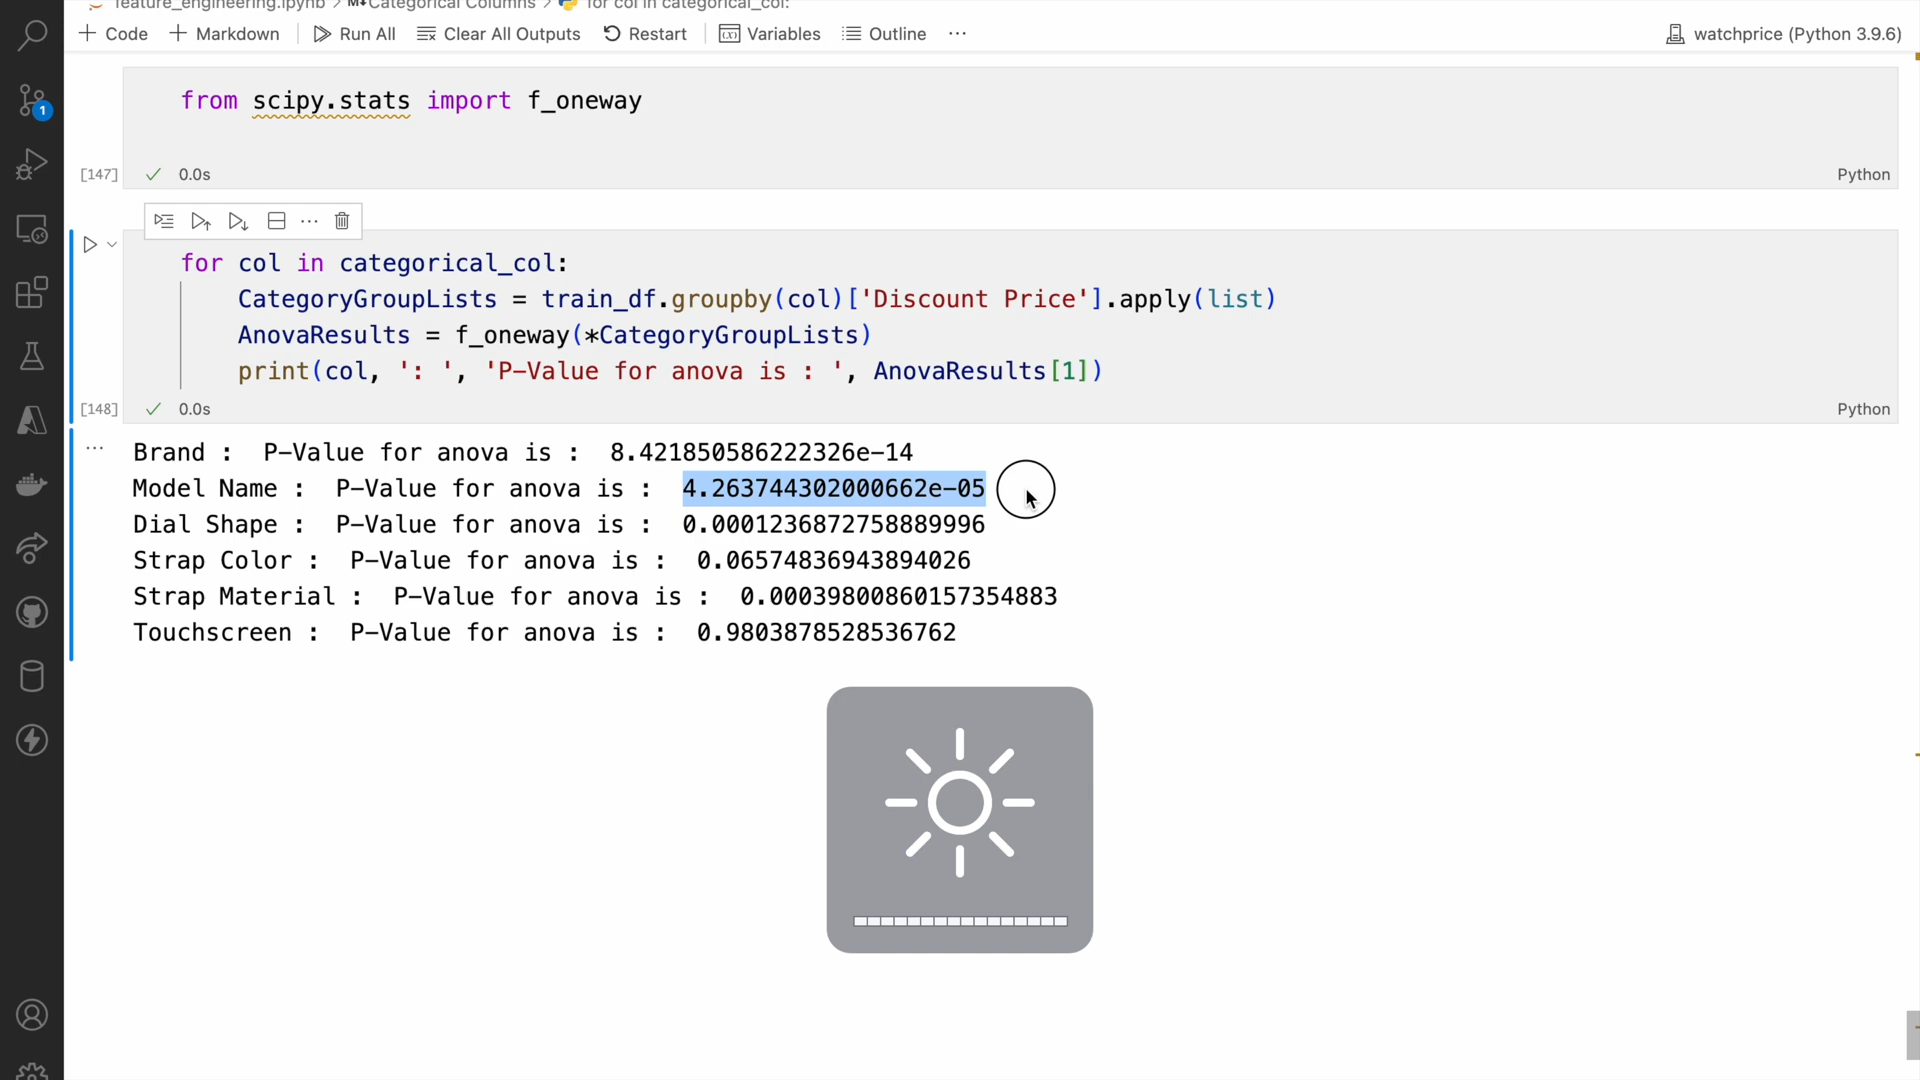 feature_engineering.ipynb > M↓Categorical Columns > for col in categorical_col:
+ Code + Markdown Run All Clear All Outputs Restart Variables Outline ... watchprice (Python 3.9.6)
1
from scipy.stats import f_oneway
[147] 0.0s Python
for col in categorical_col:
CategoryGroupLists = train_df.groupby(col)['Discount Price'].apply(list)
AnovaResults = f_oneway(*CategoryGroupLists)
print(col, ': ', 'P-Value for anova is : ', AnovaResults[1])
[148] 0.0s Python
Brand :  P-Value for anova is :  8.421850586222326e-14
Model Name :  P-Value for anova is :  4.263744302000662e-05
Dial Shape :  P-Value for anova is :  0.0001236872758889996
Strap Color :  P-Value for anova is :  0.06574836943894026
Strap Material :  P-Value for anova is :  0.00039800860157354883
Touchscreen :  P-Value for anova is :  0.9803878528536762